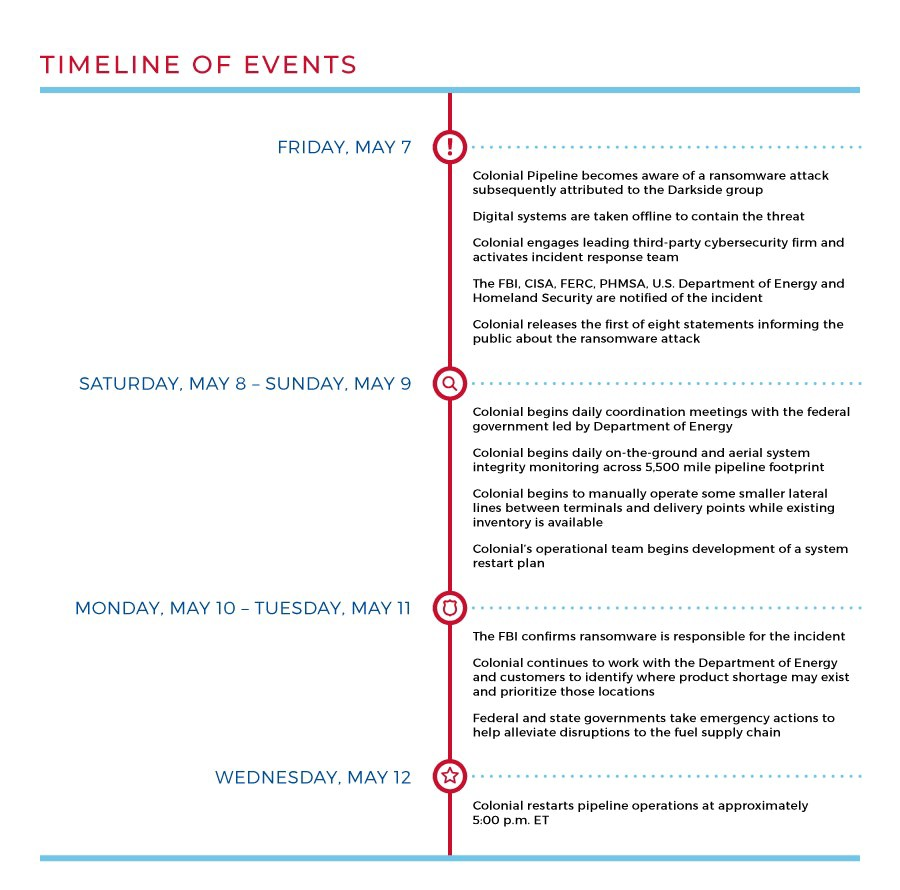 TIMELINE OF EVENTS
FRIDAY, MAY 7
Colonial Pipeline becomes aware of a ransomware attack
subsequently attributed to the Darkside group
Digital systems are taken offline to contain the threat
Colonial engages leading third-party cybersecurity firm and
activates incident response team
The FBI, CISA, FERC, PHMSA, U.S. Department of Energy and
Homeland Security are notified of the incident
Colonial releases the first of eight statements informing the
public about the ransomware attack
SATURDAY, MAY 8 – SUNDAY, MAY 9
Colonial begins daily coordination meetings with the federal
government led by Department of Energy
Colonial begins daily on-the-ground and aerial system
integrity monitoring across 5,500 mile pipeline footprint
Colonial begins to manually operate some smaller lateral
lines between terminals and delivery points while existing
inventory is available
Colonial's operational team begins development of a system
restart plan
MONDAY, MAY 10 – TUESDAY, MAY 11
The FBI confirms ransomware is responsible for the incident
Colonial continues to work with the Department of Energy
and customers to identify where product shortage may exist
and prioritize those locations
Federal and state governments take emergency actions to
help alleviate disruptions to the fuel supply chain
WEDNESDAY, MAY 12
Colonial restarts pipeline operations at approximately
5:00 p.m. ET